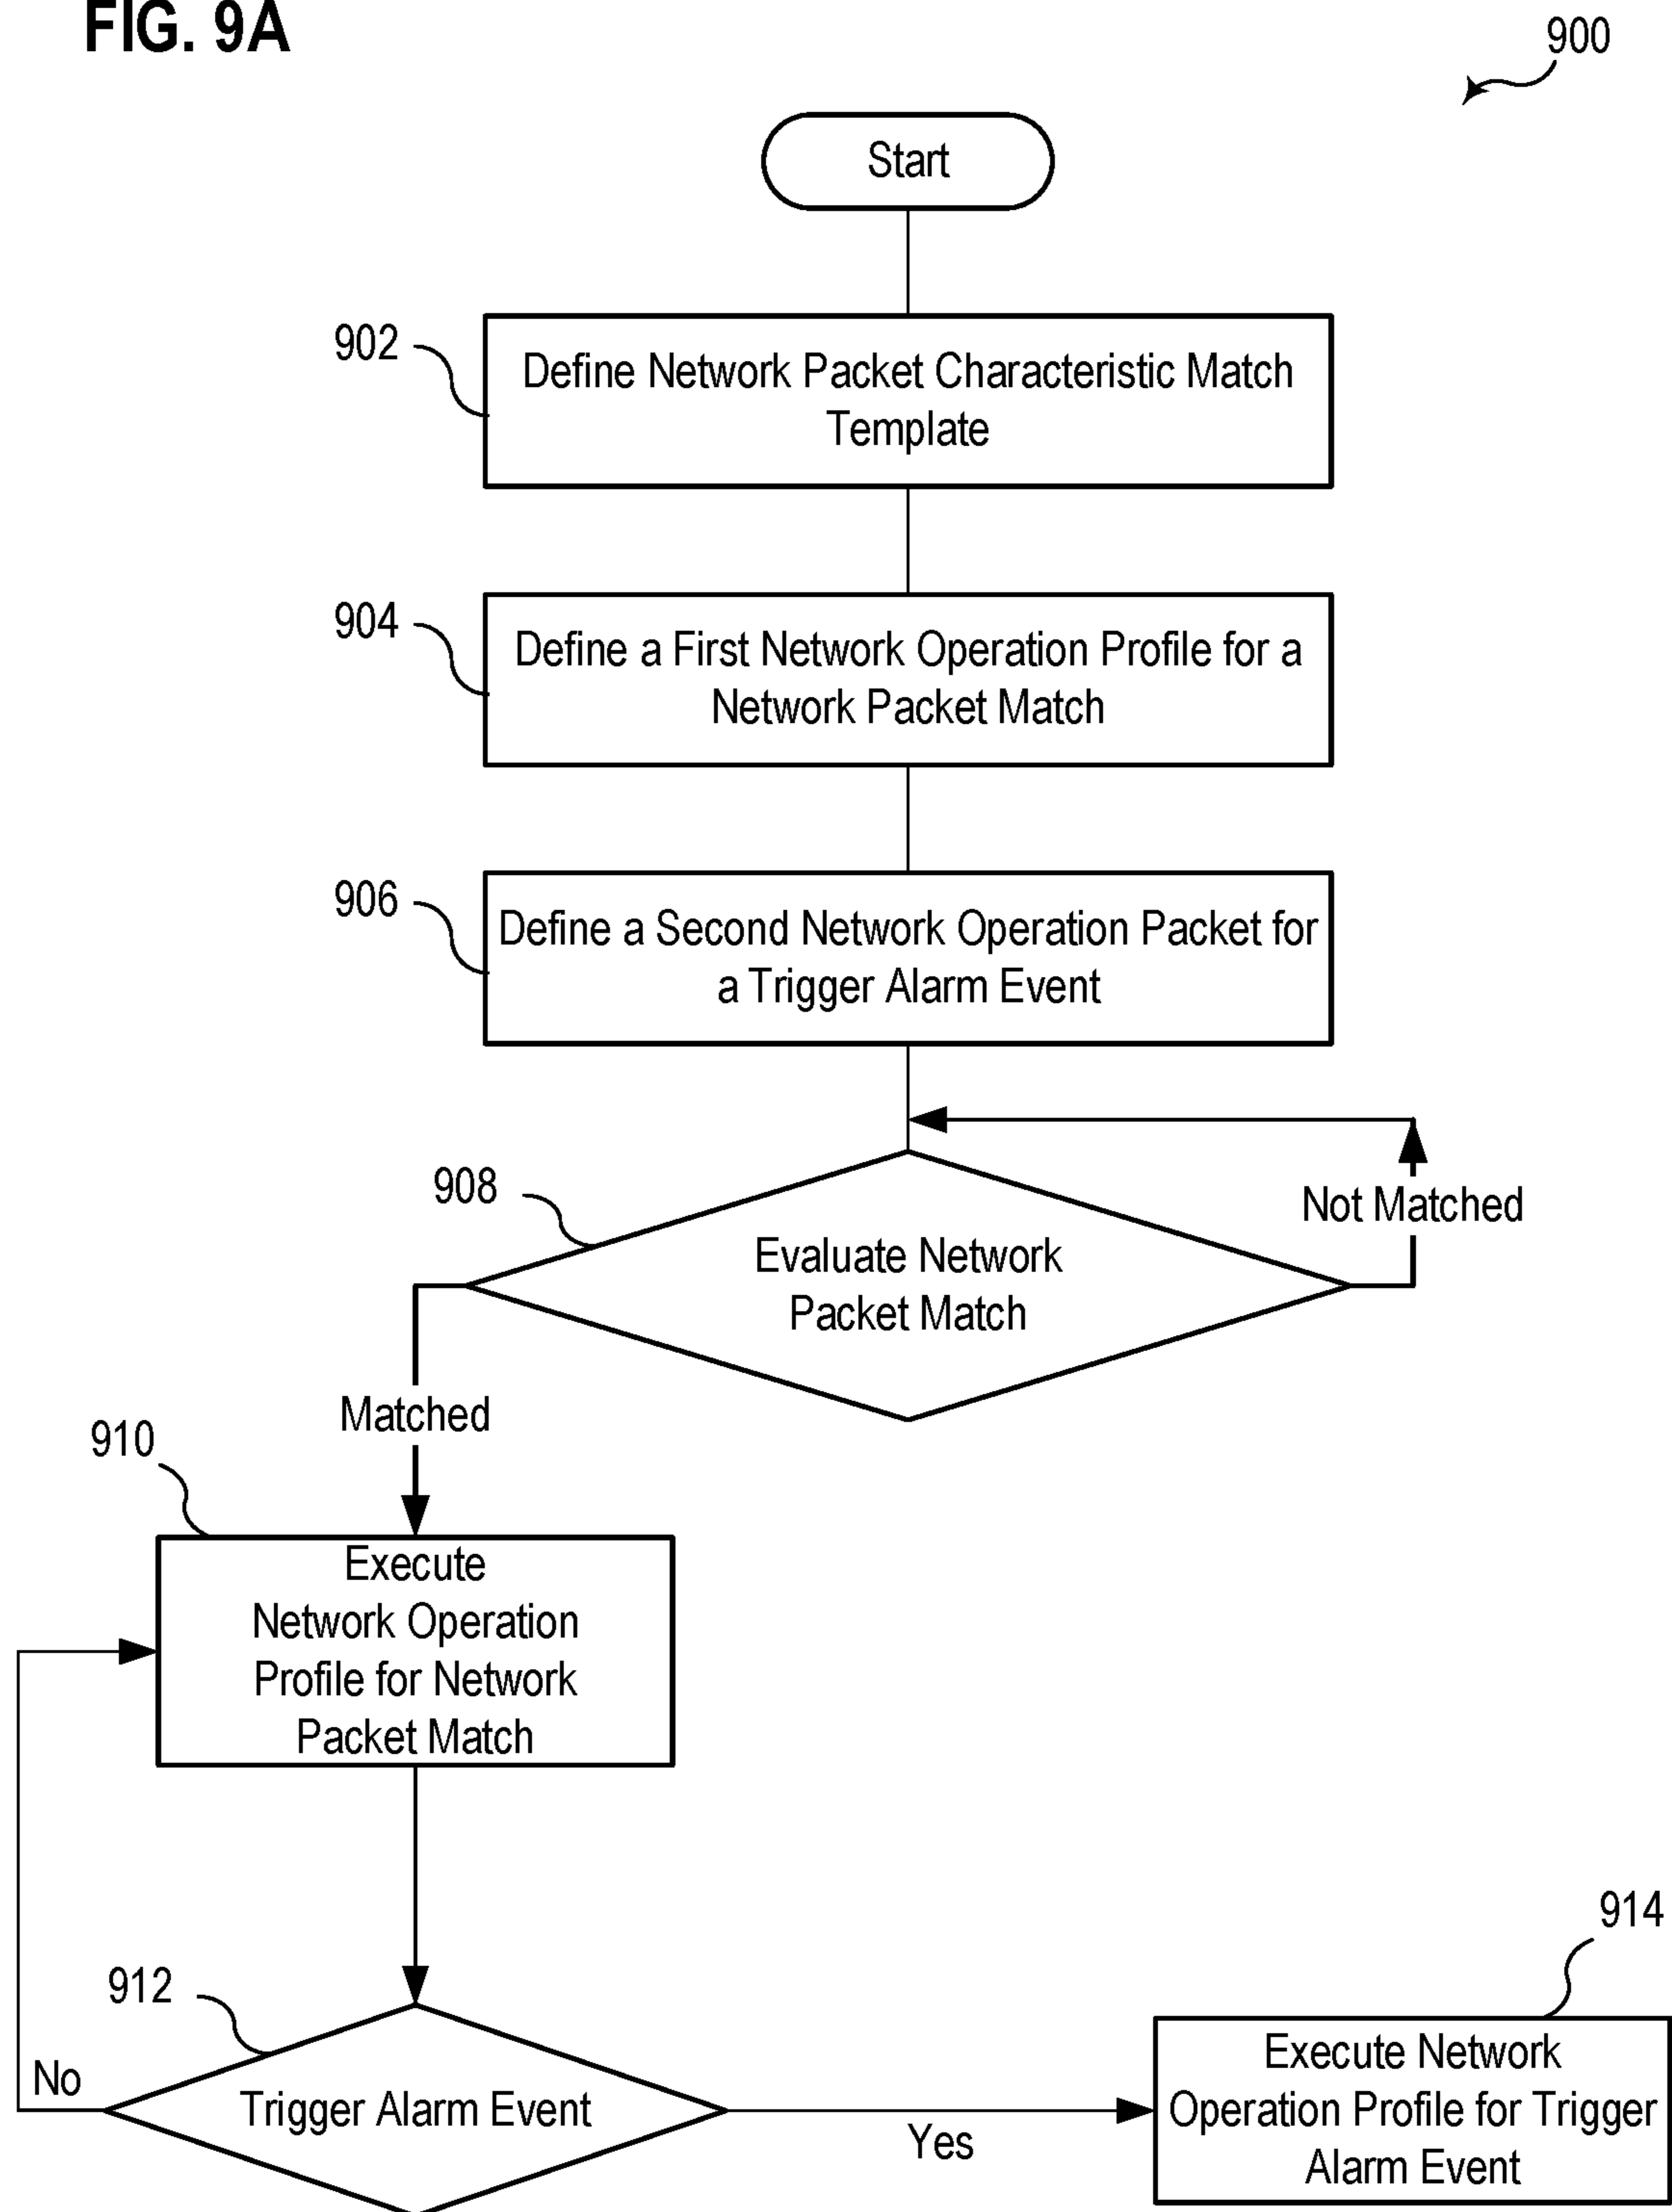 FIG. 9A
900
Start
902
Define Network Packet Characteristic Match
Template
904
Define a First Network Operation Profile for a
Network Packet Match
906
Define a Second Network Operation Packet for
a Trigger Alarm Event
908
Evaluate Network
Packet Match
Not Matched
Matched
910
Execute
Network Operation
Profile for Network
Packet Match
912
Trigger Alarm Event
No
Yes
914
Execute Network
Operation Profile for Trigger
Alarm Event